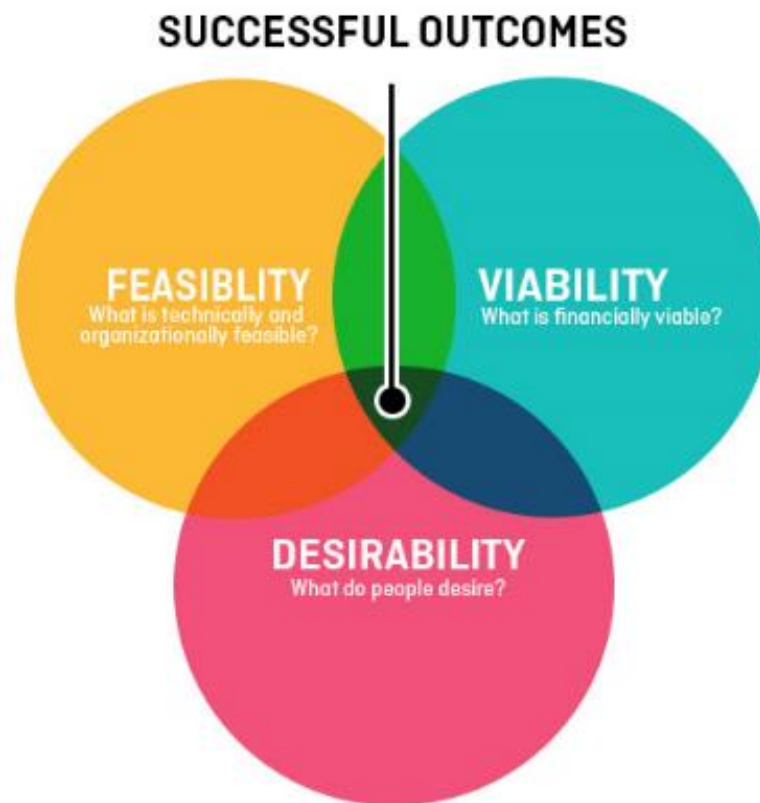 SUCCESSFUL OUTCOMES
FEASIBLITY
What is technically and
organizationally feasible?
VIABILITY
What is financially viable?
DESIRABILITY
What do people desire?